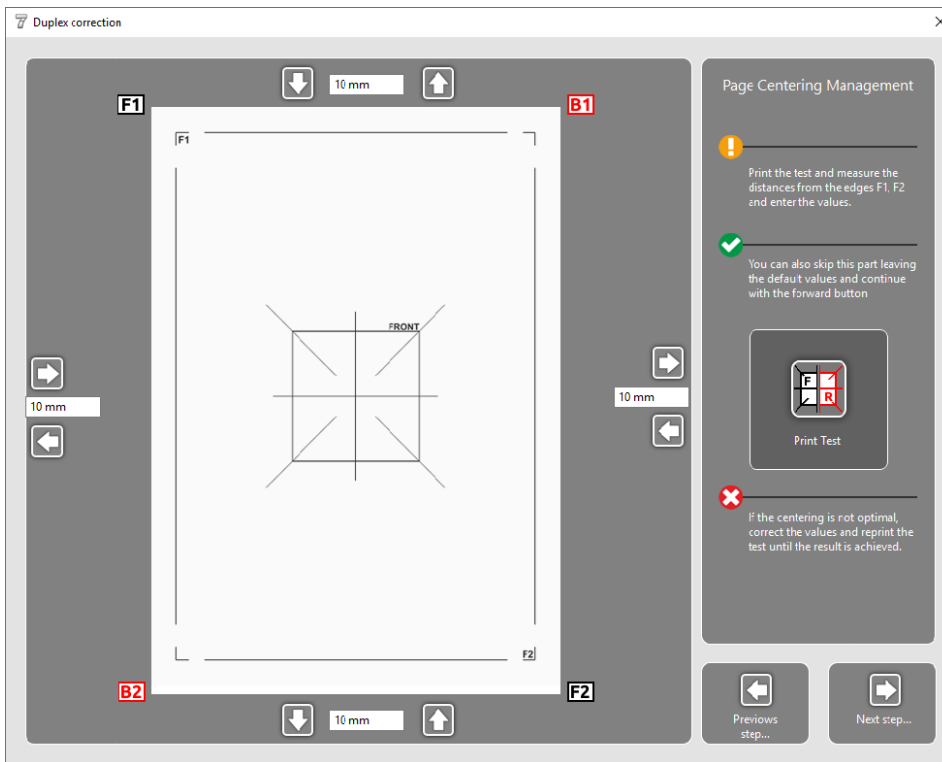 Duplex correction
10 mm
F1
B1
F1
FRONT
10 mm
10 mm
F2
B2
F2
10 mm
Page Centering Management
Print the test and measure the
distances from the edges F1, F2
and enter the values.
You can also skip this part leaving
the default values and continue
with the forward button
F
R
Print Test
If the centering is not optimal,
correct the values and reprint the
test until the result is achieved.
Previows
step...
Next step...